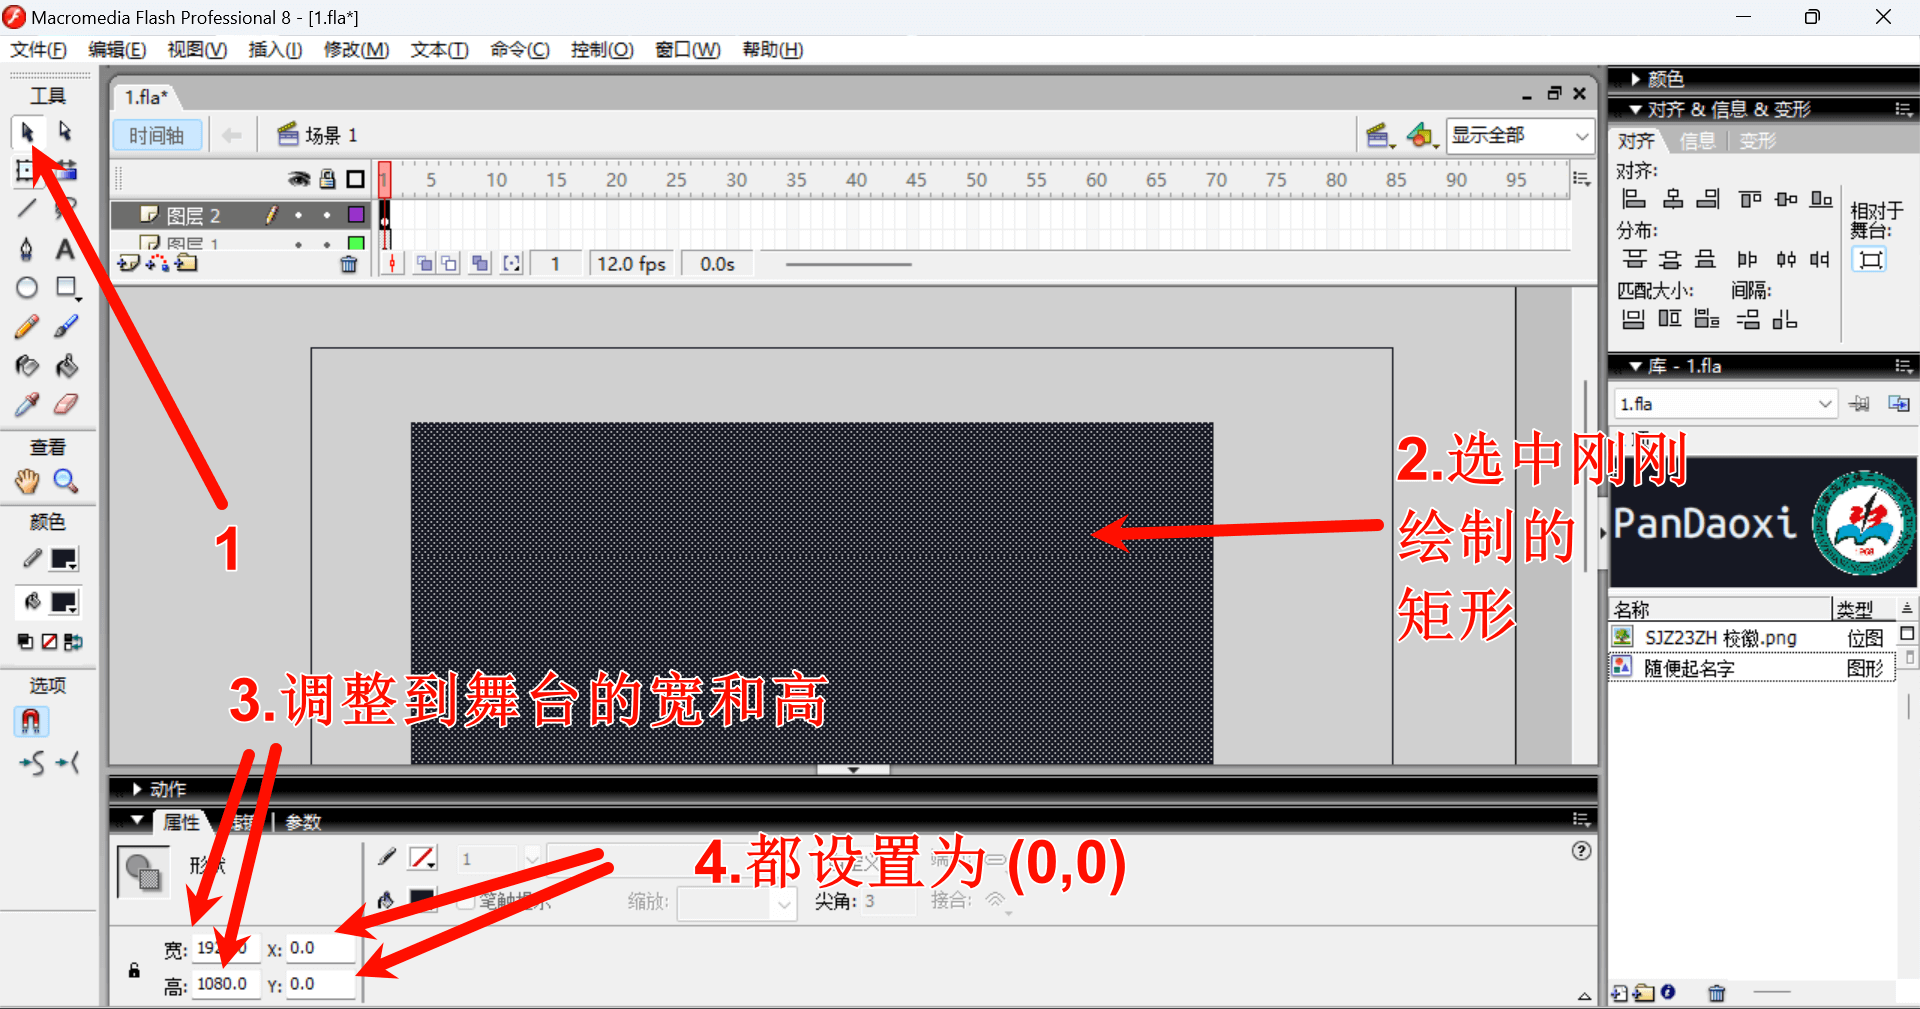 Macromedia Flash Professional 8 - [1.fla*]
文件(F) 编辑(E) 视图(V) 插入(I) 修改(M) 文本(T) 命令(C) 控制(O) 窗口(W) 帮助(H)
工具
1.fla*
时间轴 场景 1 显示全部
1 5 10 15 20 25 30 35 40 45 50 55 60 65 70 75 80 85 90 95
图层 2
图层 1
1 12.0 fps 0.0s
查看
颜色
选项
1
2.选中刚刚
绘制的
矩形
3.调整到舞台的宽和高
4.都设置为 (0,0)
动作
属性 参数
形状
1
笔触提示 缩放: 尖角: 3 接合:
宽: X: 0.0
高: 1080.0 Y: 0.0
颜色
对齐 & 信息 & 变形
对齐 信息 变形
对齐:
相对于
舞台:
分布:
匹配大小: 间隔:
库 - 1.fla
1.fla
PanDaoxi
名称 类型
SJZ23ZH 校徽.png 位图
随便起名字 图形